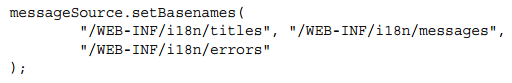 messageSource.setBasenames(
"/WEB-INF/i18n/titles", "/WEB-INF/i18n/messages",
"/WEB-INF/i18n/errors"
);